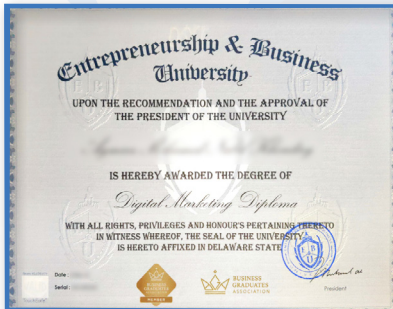 Entrepreneurship & Business
University
UPON THE RECOMMENDATION AND THE APPROVAL OF
THE PRESIDENT OF THE UNIVERSITY
IS HEREBY AWARDED THE DEGREE OF
Digital Marketing Diploma
WITH ALL RIGHTS, PRIVILEGES AND HONOUR'S PERTAINING THERETO
IN WITNESS WHEREOF, THE SEAL OF THE UNIVERSITY
IS HERETO AFFIXED IN DELAWARE STATE
Date :
Serial :
BUSINESS
GRADUATES
ASSOCIATION
President